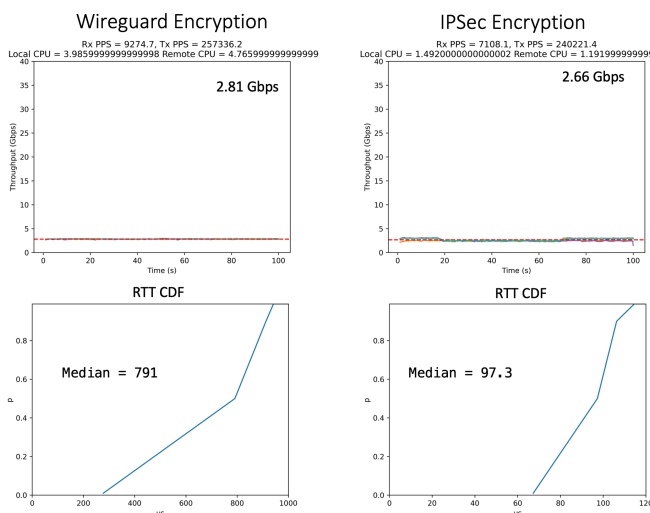 Wireguard Encryption
Rx PPS = 9274.7, Tx PPS = 257336.2
Local CPU = 3.9859999999999998 Remote CPU = 4.765999999999999
2.81 Gbps
40
35
30
25
20
15
10
5
0
Throughput (Gbps)
0 20 40 60 80 100
Time (s)
IPSec Encryption
Rx PPS = 7108.1, Tx PPS = 240221.4
Local CPU = 1.4920000000000002 Remote CPU = 1.191999999999
2.66 Gbps
40
35
30
25
20
15
10
5
0
Throughput (Gbps)
0 20 40 60 80 100
Time (s)
RTT CDF
Median = 791
0.8
0.6
0.4
0.2
0.0
p
0 200 400 600 800 1000
RTT CDF
Median = 97.3
0.8
0.6
0.4
0.2
0.0
p
0 20 40 60 80 100 120